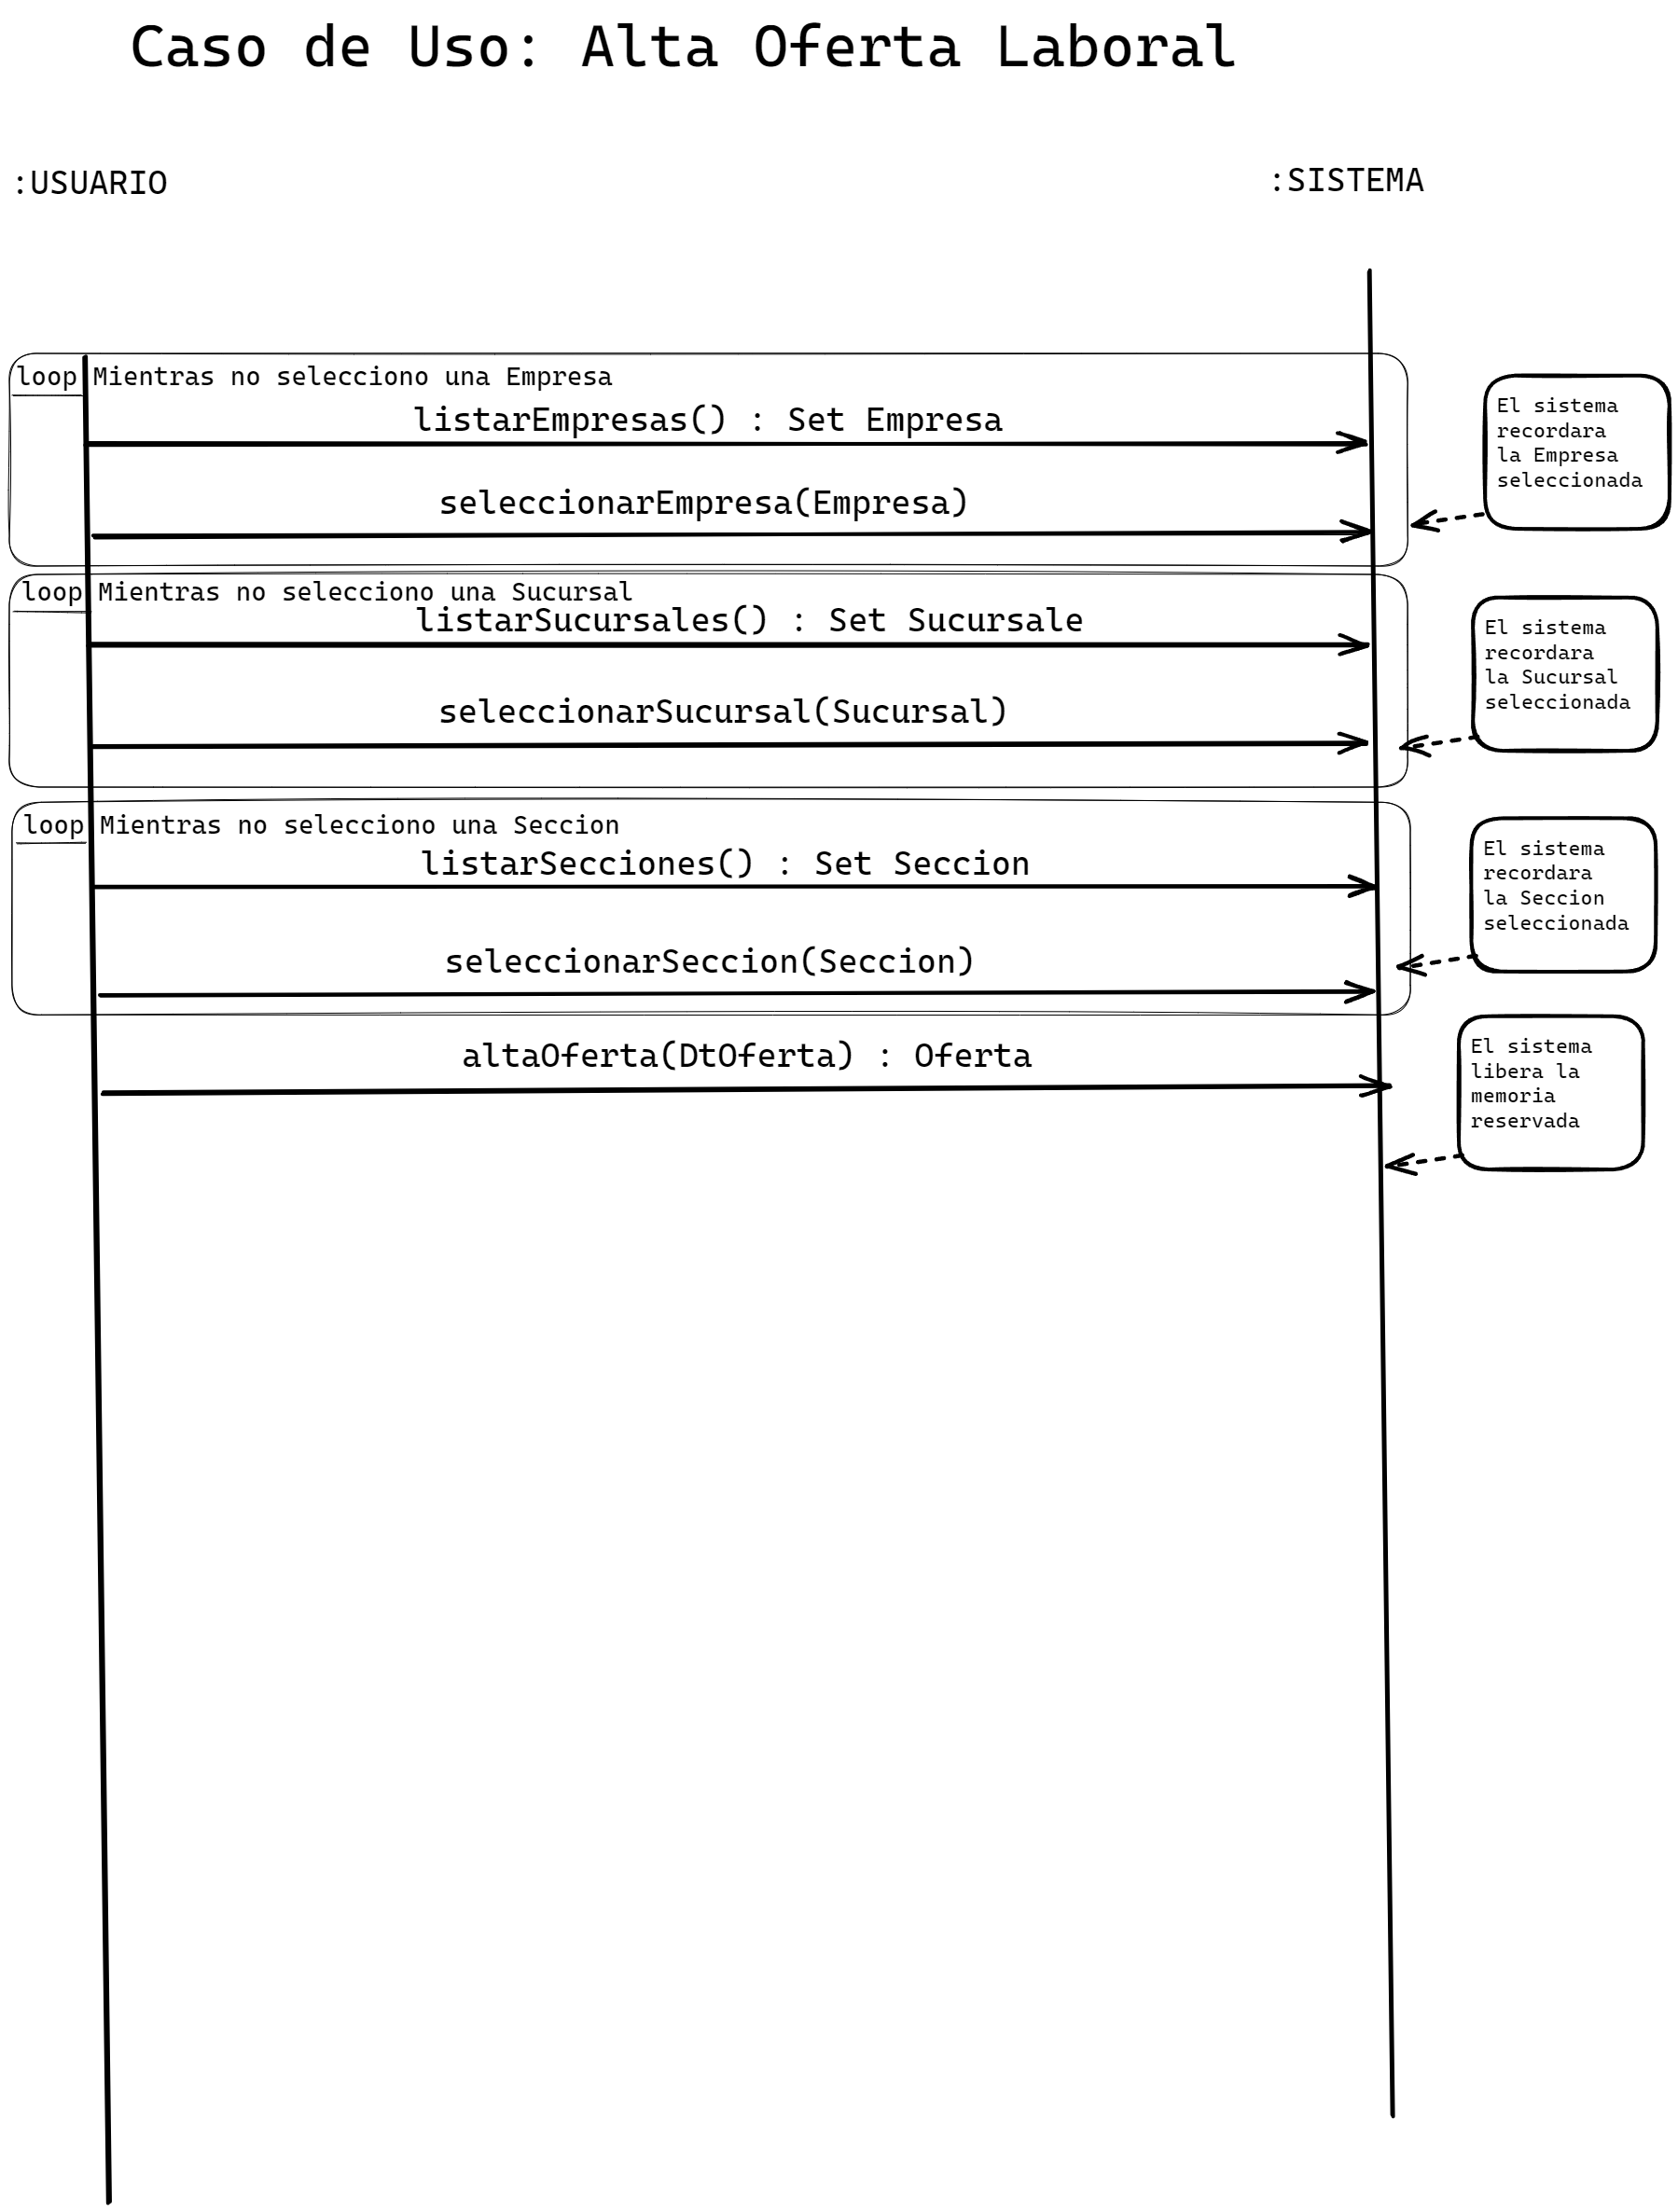 Caso de Uso: Alta Oferta Laboral
:USUARIO
:SISTEMA
loop Mientras no selecciono una Empresa
listarEmpresas() : Set Empresa
seleccionarEmpresa(Empresa)
El sistema
recordara
la Empresa
seleccionada
loop Mientras no selecciono una Sucursal
listarSucursales() : Set Sucursale
seleccionarSucursal(Sucursal)
El sistema
recordara
la Sucursal
seleccionada
loop Mientras no selecciono una Seccion
listarSecciones() : Set Seccion
seleccionarSeccion(Seccion)
El sistema
recordara
la Seccion
seleccionada
altaOferta(DtOferta) : Oferta
El sistema
libera la
memoria
reservada